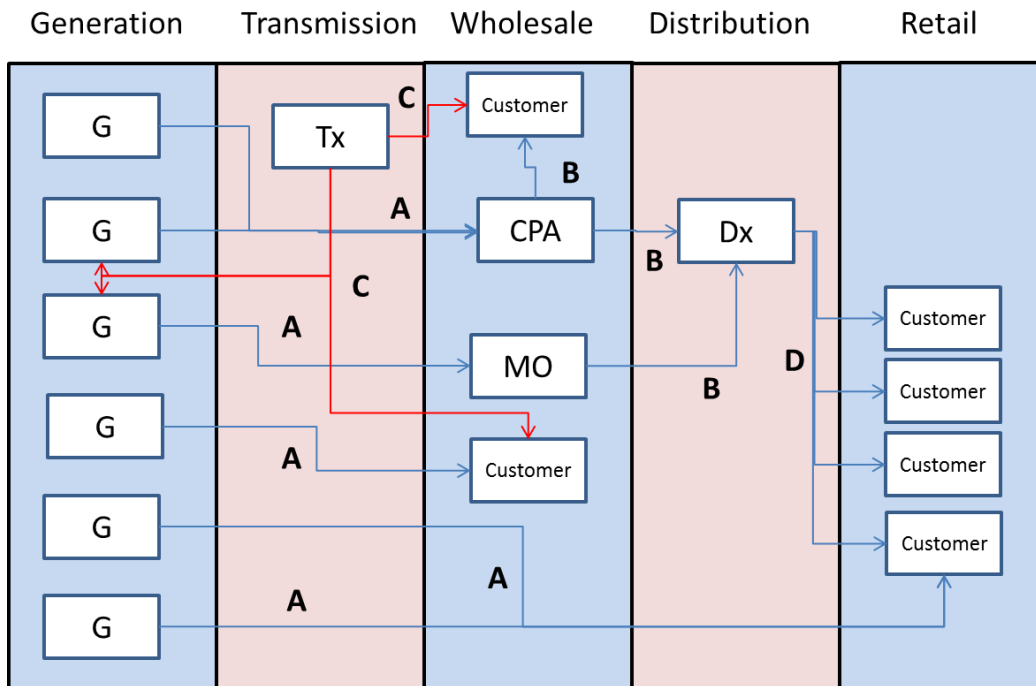 Generation Transmission Wholesale Distribution Retail
G
Tx
C
Customer
B
G
A
CPA
B
Dx
C
G
A
MO
B
D
Customer
Customer
G
A
Customer
Customer
G
A
Customer
G
A